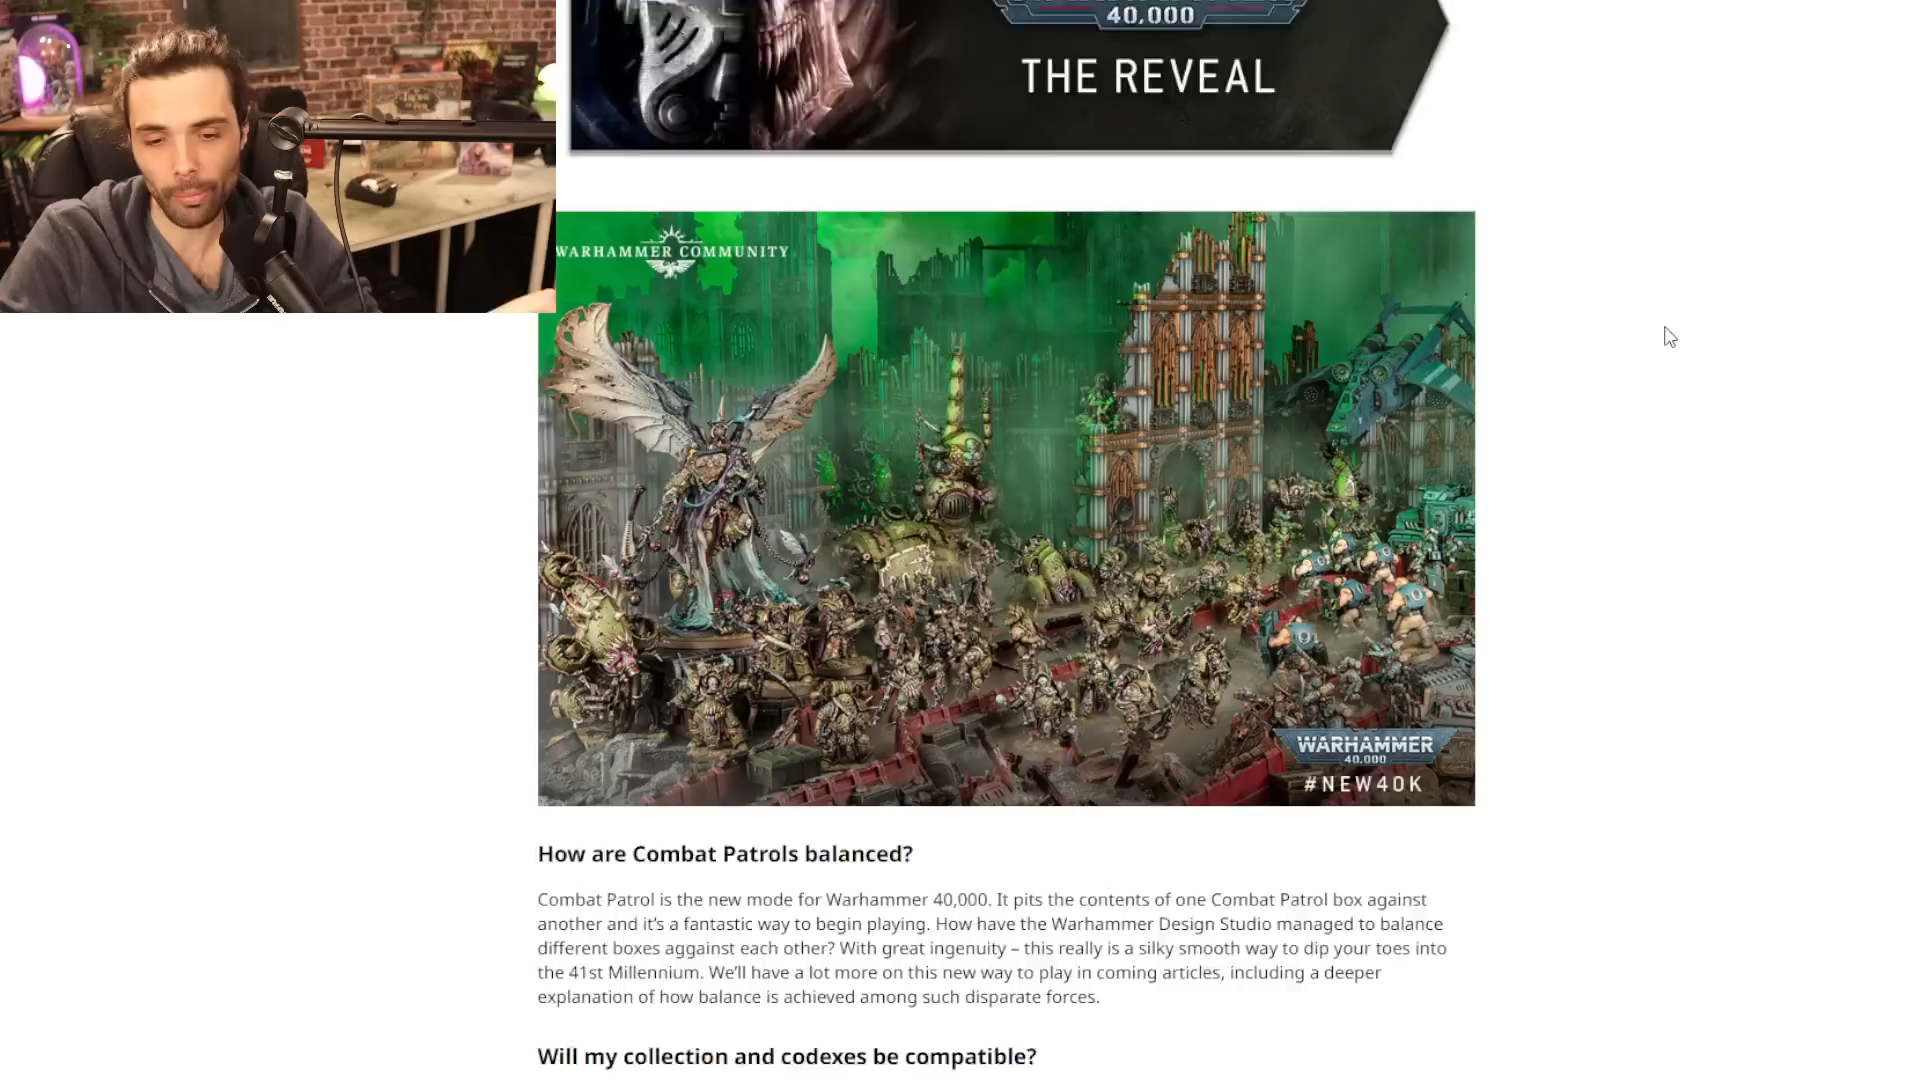 40,000
THE REVEAL
WARHAMMER COMMUNITY
WARHAMMER
40,000
#NEW40K
How are Combat Patrols balanced?
Combat Patrol is the new mode for Warhammer 40,000. It pits the contents of one Combat Patrol box against
another and it's a fantastic way to begin playing. How have the Warhammer Design Studio managed to balance
different boxes aggainst each other? With great ingenuity – this really is a silky smooth way to dip your toes into
the 41st Millennium. We'll have a lot more on this new way to play in coming articles, including a deeper
explanation of how balance is achieved among such disparate forces.
Will my collection and codexes be compatible?